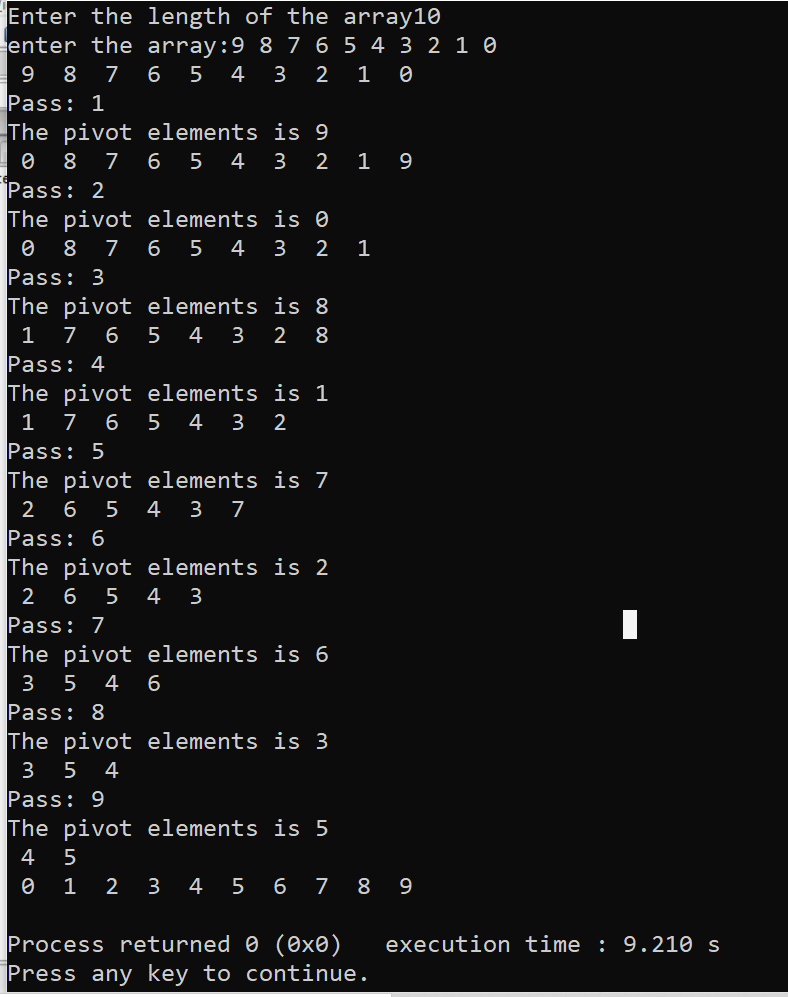 Enter the length of the array10
enter the array:9 8 7 6 5 4 3 2 1 0
9 8 7 6 5 4 3 2 1 0
Pass: 1
The pivot elements is 9
0 8 7 6 5 4 3 2 1 9
Pass: 2
The pivot elements is 0
0 8 7 6 5 4 3 2 1
Pass: 3
The pivot elements is 8
1 7 6 5 4 3 2 8
Pass: 4
The pivot elements is 1
1 7 6 5 4 3 2
Pass: 5
The pivot elements is 7
2 6 5 4 3 7
Pass: 6
The pivot elements is 2
2 6 5 4 3
Pass: 7
The pivot elements is 6
3 5 4 6
Pass: 8
The pivot elements is 3
3 5 4
Pass: 9
The pivot elements is 5
4 5
0 1 2 3 4 5 6 7 8 9
Process returned 0 (0x0) execution time : 9.210 s
Press any key to continue.